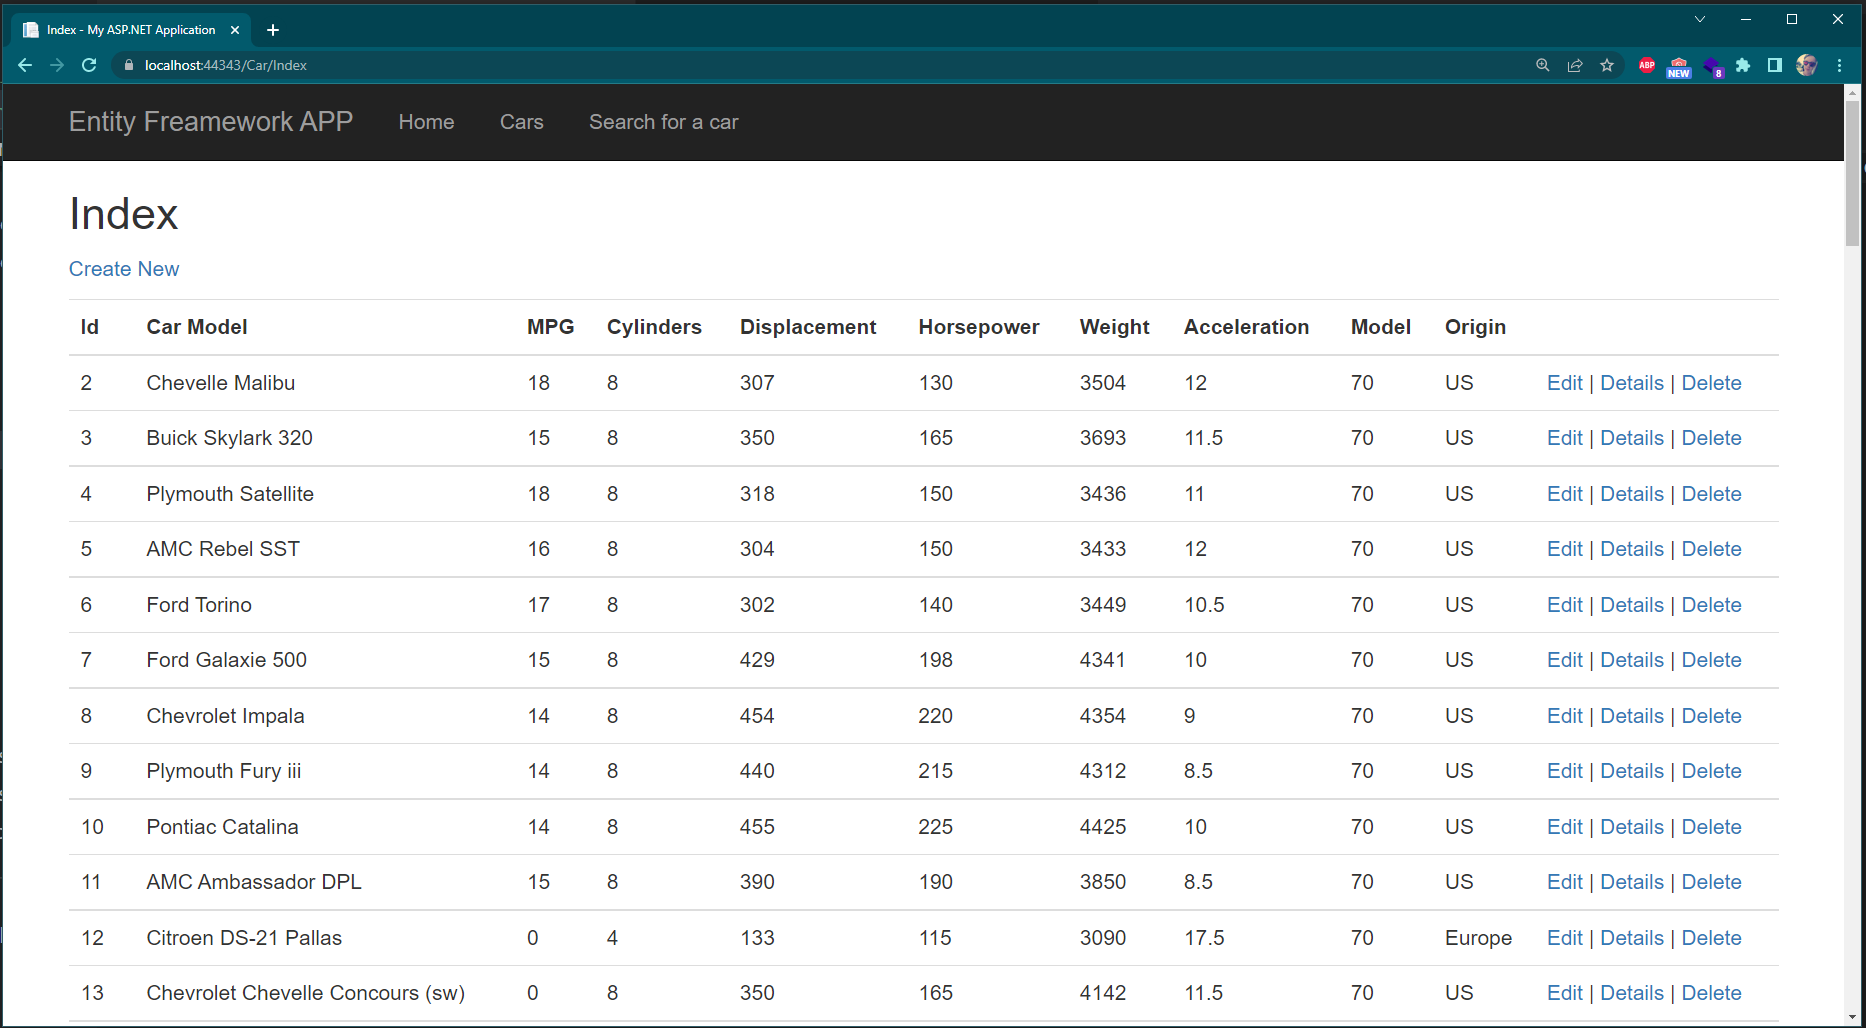 Index - My ASP.NET Application
localhost:44343/Car/Index
ABP
NEW
8
Entity Freamework APP Home Cars Search for a car
Index
Create New
Id Car Model MPG Cylinders Displacement Horsepower Weight Acceleration Model Origin
2 Chevelle Malibu 18 8 307 130 3504 12 70 US Edit | Details | Delete
3 Buick Skylark 320 15 8 350 165 3693 11.5 70 US Edit | Details | Delete
4 Plymouth Satellite 18 8 318 150 3436 11 70 US Edit | Details | Delete
5 AMC Rebel SST 16 8 304 150 3433 12 70 US Edit | Details | Delete
6 Ford Torino 17 8 302 140 3449 10.5 70 US Edit | Details | Delete
7 Ford Galaxie 500 15 8 429 198 4341 10 70 US Edit | Details | Delete
8 Chevrolet Impala 14 8 454 220 4354 9 70 US Edit | Details | Delete
9 Plymouth Fury iii 14 8 440 215 4312 8.5 70 US Edit | Details | Delete
10 Pontiac Catalina 14 8 455 225 4425 10 70 US Edit | Details | Delete
11 AMC Ambassador DPL 15 8 390 190 3850 8.5 70 US Edit | Details | Delete
12 Citroen DS-21 Pallas 0 4 133 115 3090 17.5 70 Europe Edit | Details | Delete
13 Chevrolet Chevelle Concours (sw) 0 8 350 165 4142 11.5 70 US Edit | Details | Delete